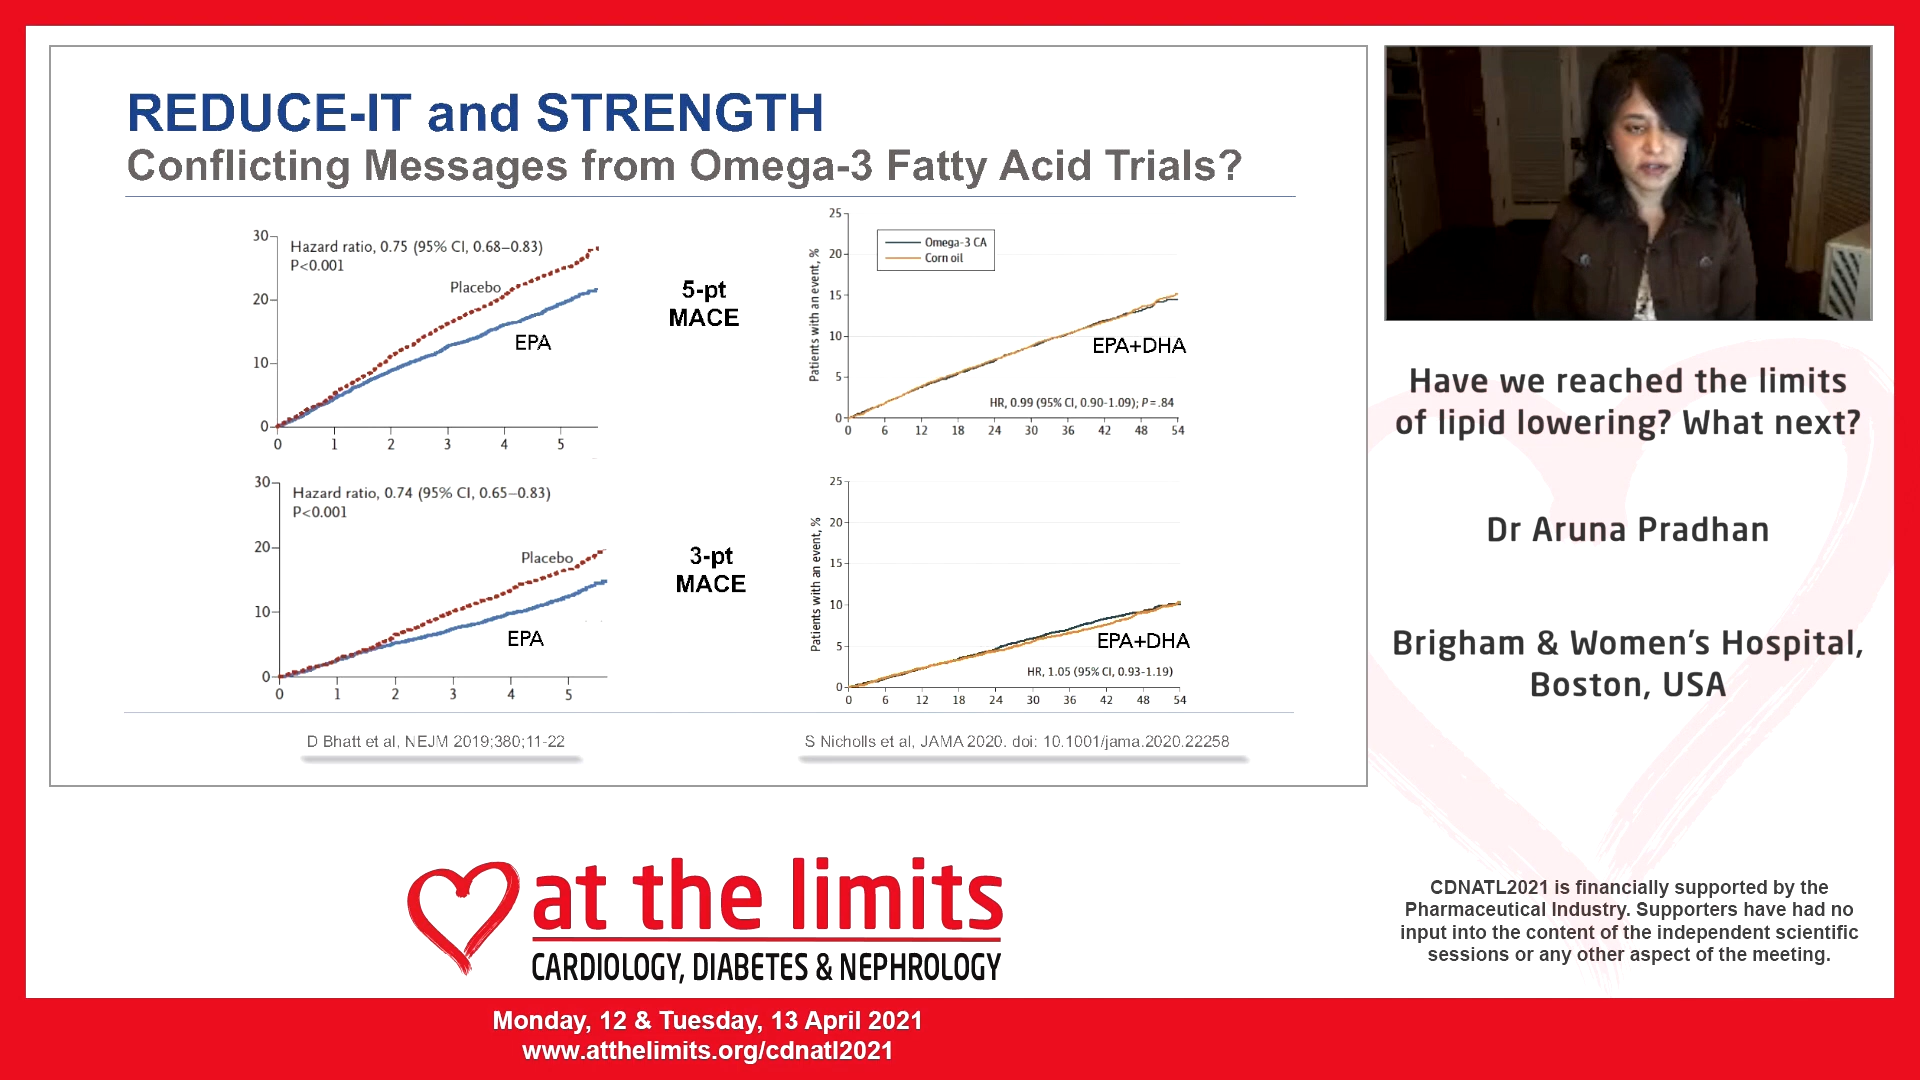 REDUCE-IT and STRENGTH
Conflicting Messages from Omega-3 Fatty Acid Trials?
30
20
10
0
Hazard ratio, 0.75 (95% CI, 0.68–0.83)
P<0.001
Placebo
EPA
0 1 2 3 4 5
5-pt
MACE
Patients with an event, %
25
20
15
10
5
0
Omega-3 CA
Corn oil
EPA+DHA
HR, 0.99 (95% CI, 0.90-1.09); P = .84
0 6 12 18 24 30 36 42 48 54
30
20
10
0
Hazard ratio, 0.74 (95% CI, 0.65–0.83)
P<0.001
Placebo
EPA
0 1 2 3 4 5
3-pt
MACE
Patients with an event, %
25
20
15
10
5
0
EPA+DHA
HR, 1.05 (95% CI, 0.93-1.19)
0 6 12 18 24 30 36 42 48 54
D Bhatt et al, NEJM 2019;380;11-22
S Nicholls et al, JAMA 2020. doi: 10.1001/jama.2020.22258
Have we reached the limits
of lipid lowering? What next?
Dr Aruna Pradhan
Brigham & Women's Hospital,
Boston, USA
CDNATL2021 is financially supported by the
Pharmaceutical Industry. Supporters have had no
input into the content of the independent scientific
sessions or any other aspect of the meeting.
at the limits
CARDIOLOGY, DIABETES & NEPHROLOGY
Monday, 12 & Tuesday, 13 April 2021
www.atthelimits.org/cdnatl2021